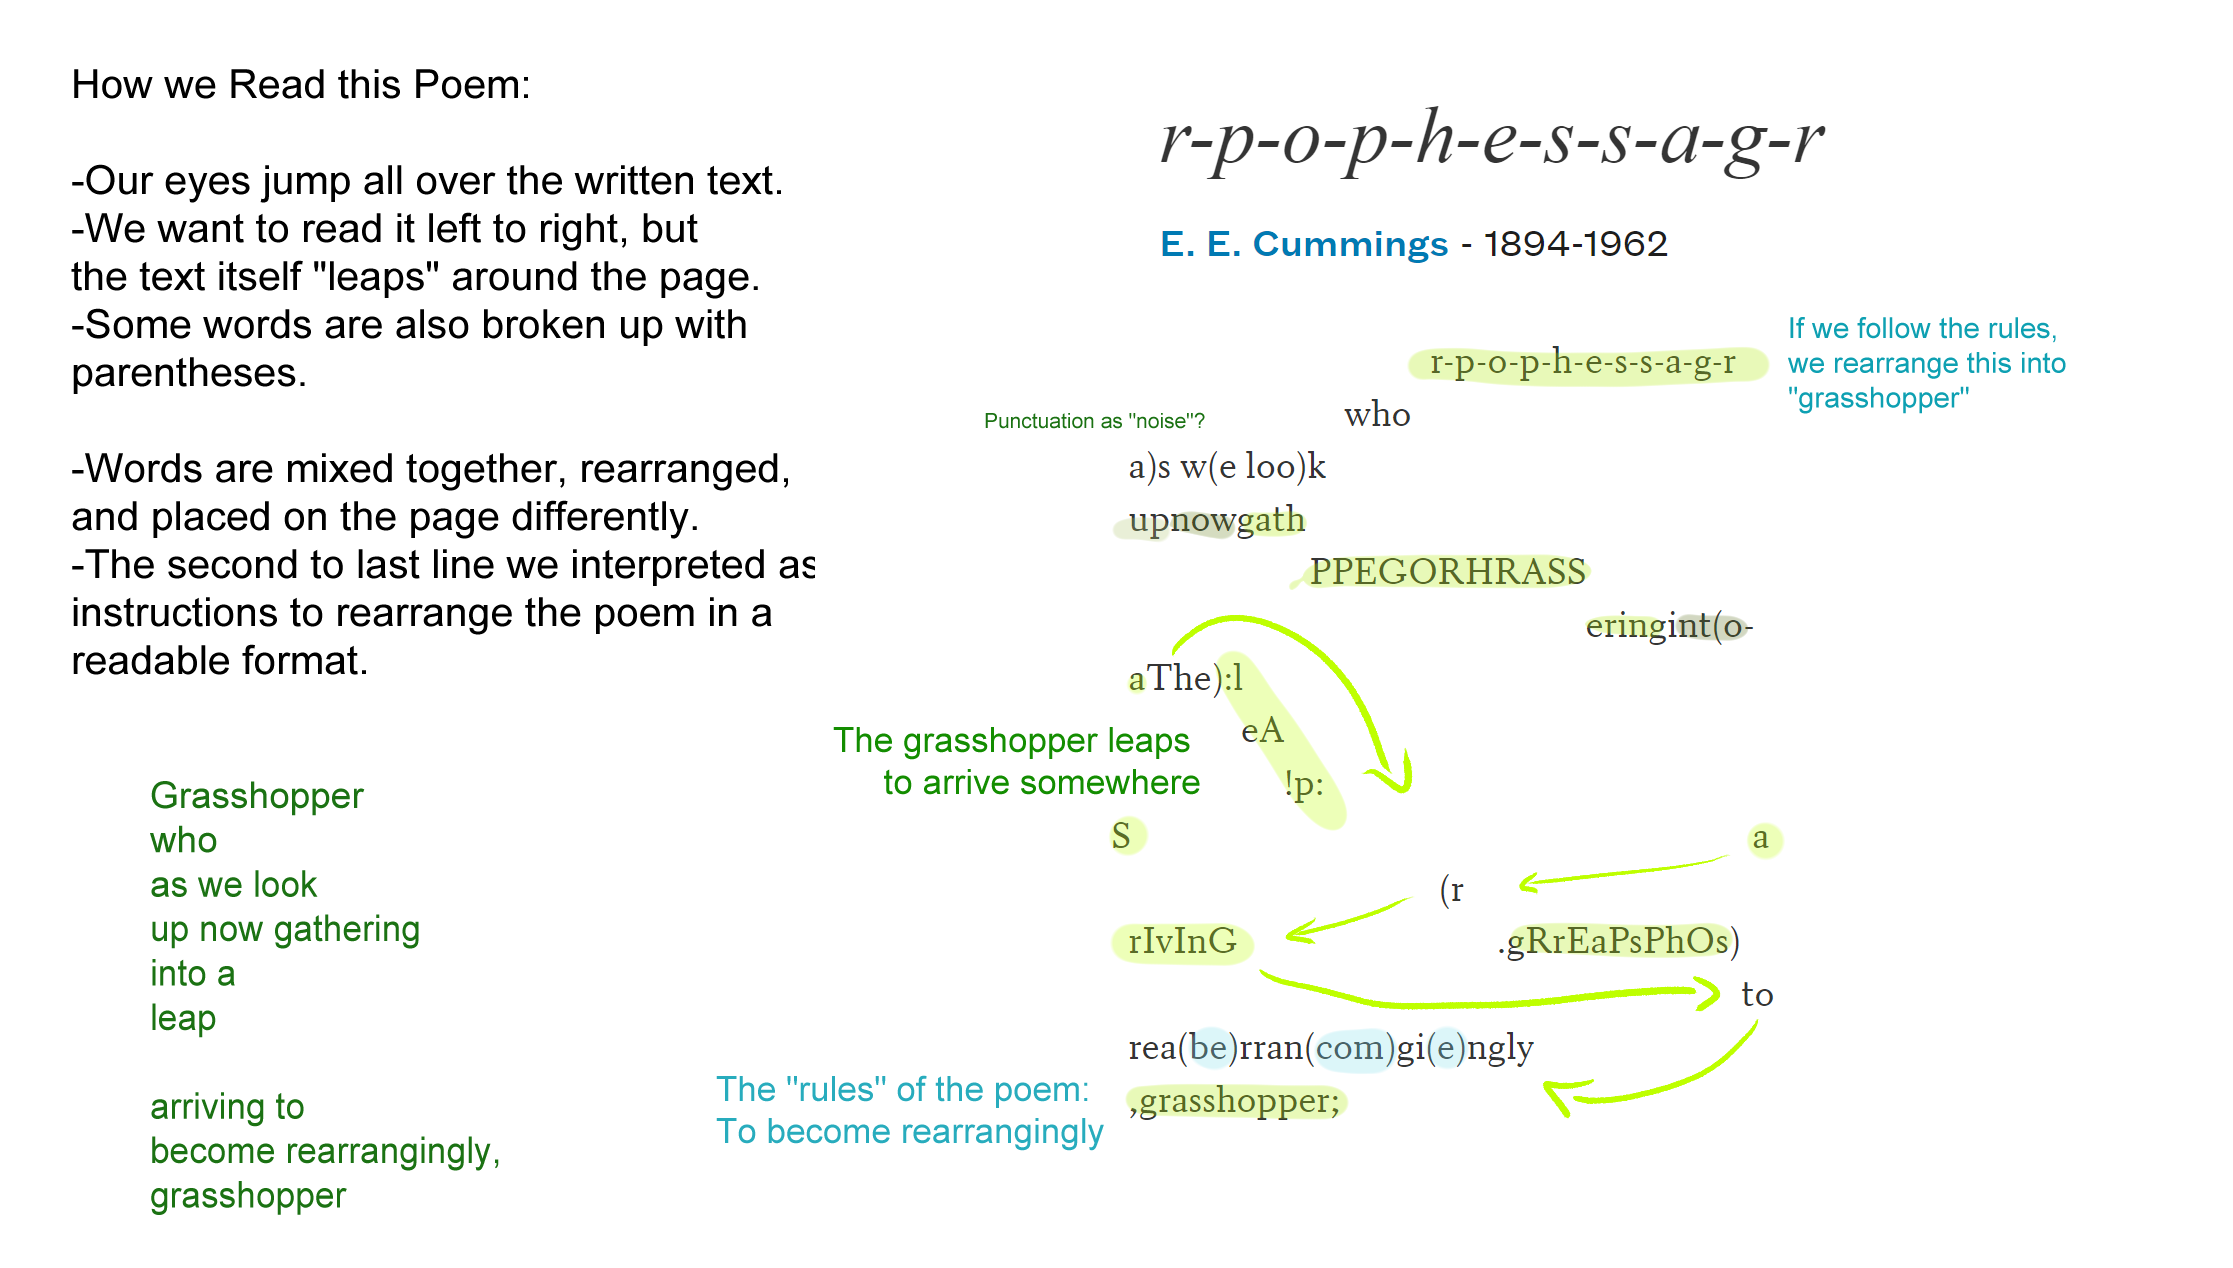 How we Read this Poem:
-Our eyes jump all over the written text.
-We want to read it left to right, but
the text itself "leaps" around the page.
-Some words are also broken up with
parentheses.
-Words are mixed together, rearranged,
and placed on the page differently.
-The second to last line we interpreted as
instructions to rearrange the poem in a
readable format.
Grasshopper
who
as we look
up now gathering
into a
leap
arriving to
become rearrangingly,
grasshopper
r-p-o-p-h-e-s-s-a-g-r
E. E. Cummings - 1894-1962
r-p-o-p-h-e-s-s-a-g-r
If we follow the rules,
we rearrange this into
"grasshopper"
who
Punctuation as "noise"?
a)s w(e loo)k
upnowgath
PPEGORHRASS
eringint(o-
aThe):l
eA
!p:
The grasshopper leaps
to arrive somewhere
S a
(r
rIvInG .gRrEaPsPhOs)
to
rea(be)rran(com)gi(e)ngly
,grasshopper;
The "rules" of the poem:
To become rearrangingly